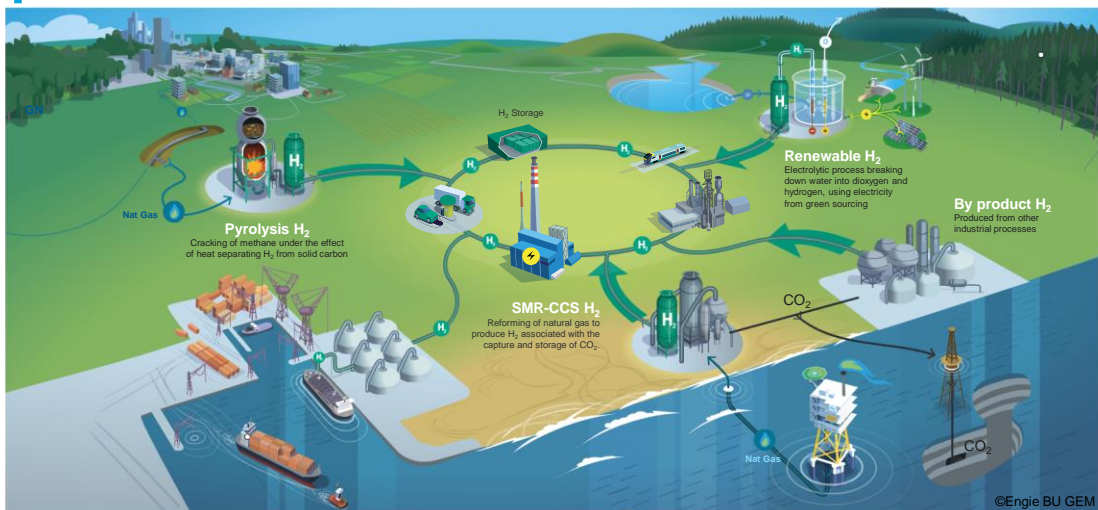 GN
H₂
Nat Gas
Pyrolysis H₂
Cracking of methane under the effect
of heat separating H₂ from solid carbon
H₂ Storage
H₂
H₂
H₂
H₂
H₂
H₂
H₂
H₂
Renewable H₂
Electrolytic process breaking
down water into dioxygen and
hydrogen, using electricity
from green sourcing
By product H₂
Produced from other
industrial processes
SMR-CCS H₂
Reforming of natural gas to
produce H₂ associated with the
capture and storage of CO₂.
H₂
CO₂
Nat Gas
CO₂
©Engie BU GEM